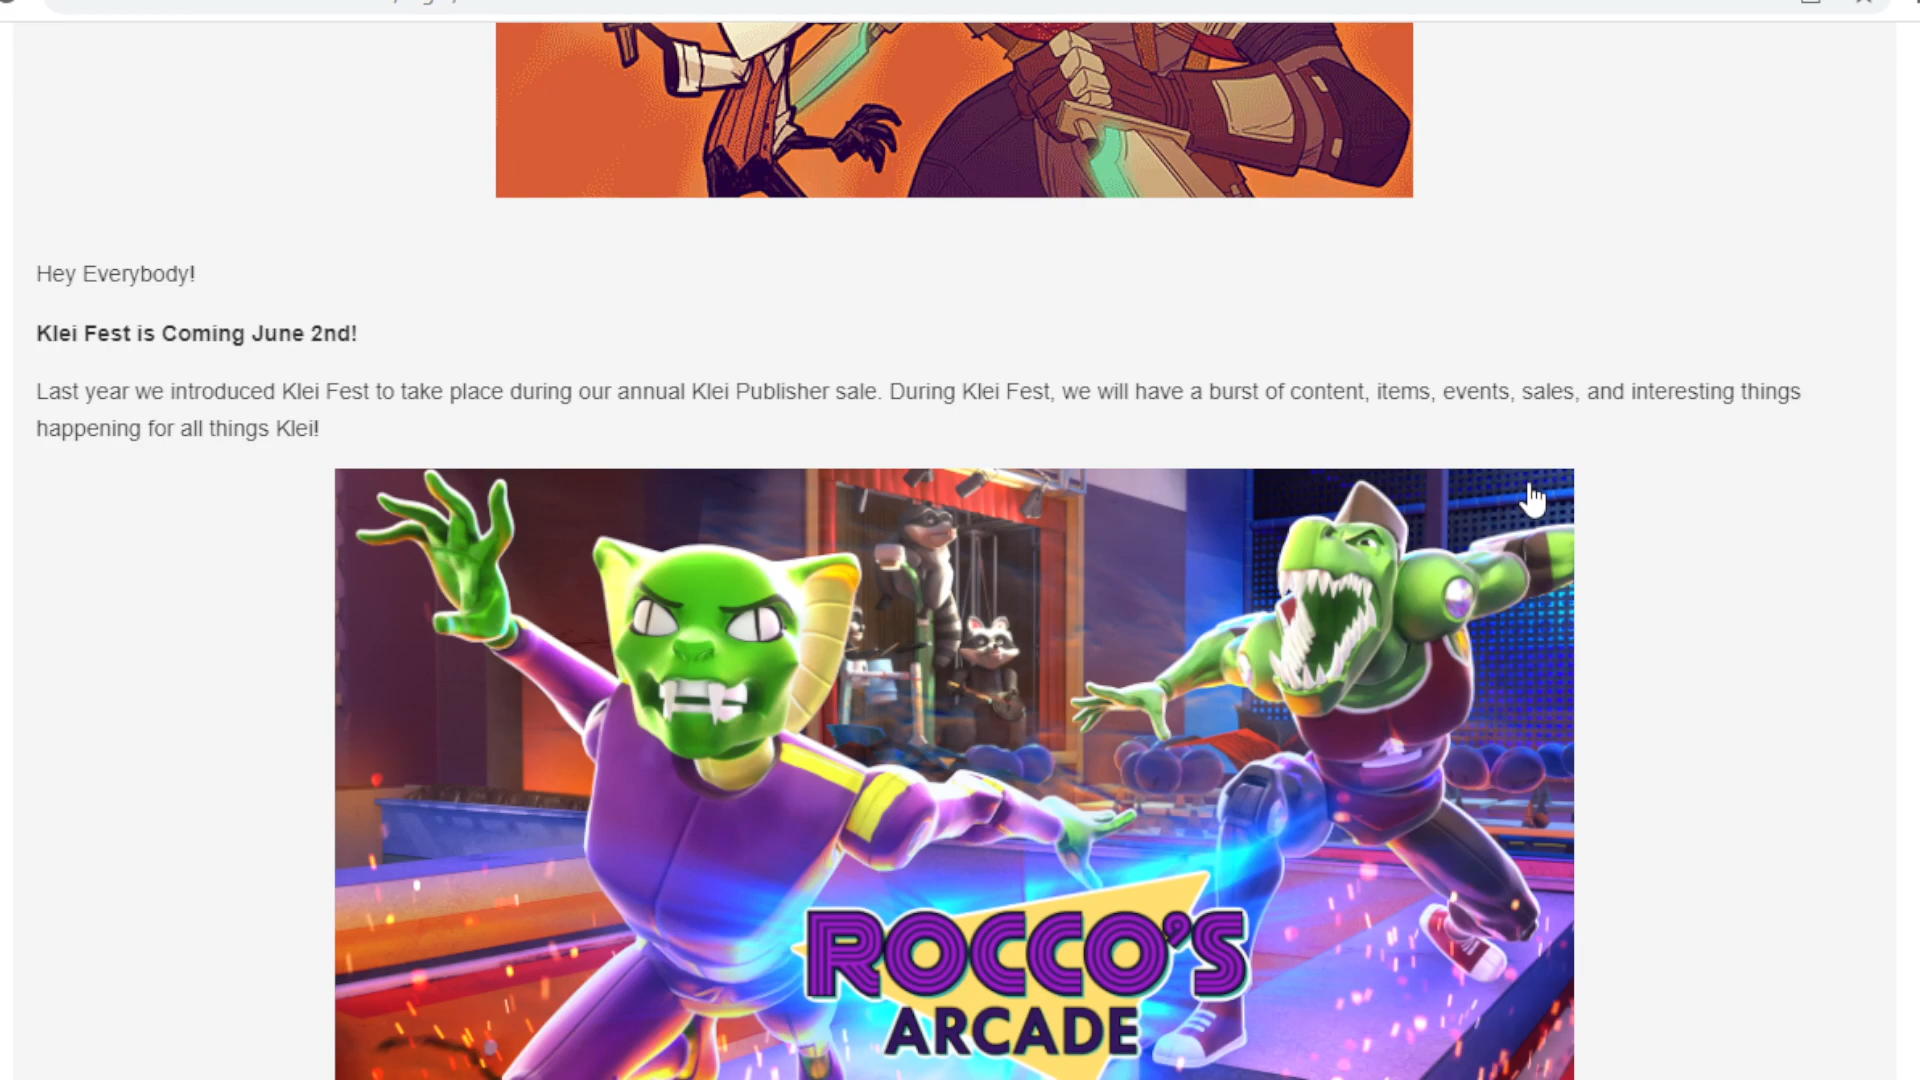 Hey Everybody!
Klei Fest is Coming June 2nd!
Last year we introduced Klei Fest to take place during our annual Klei Publisher sale. During Klei Fest, we will have a burst of content, items, events, sales, and interesting things
happening for all things Klei!
ROCCO'S
ARCADE